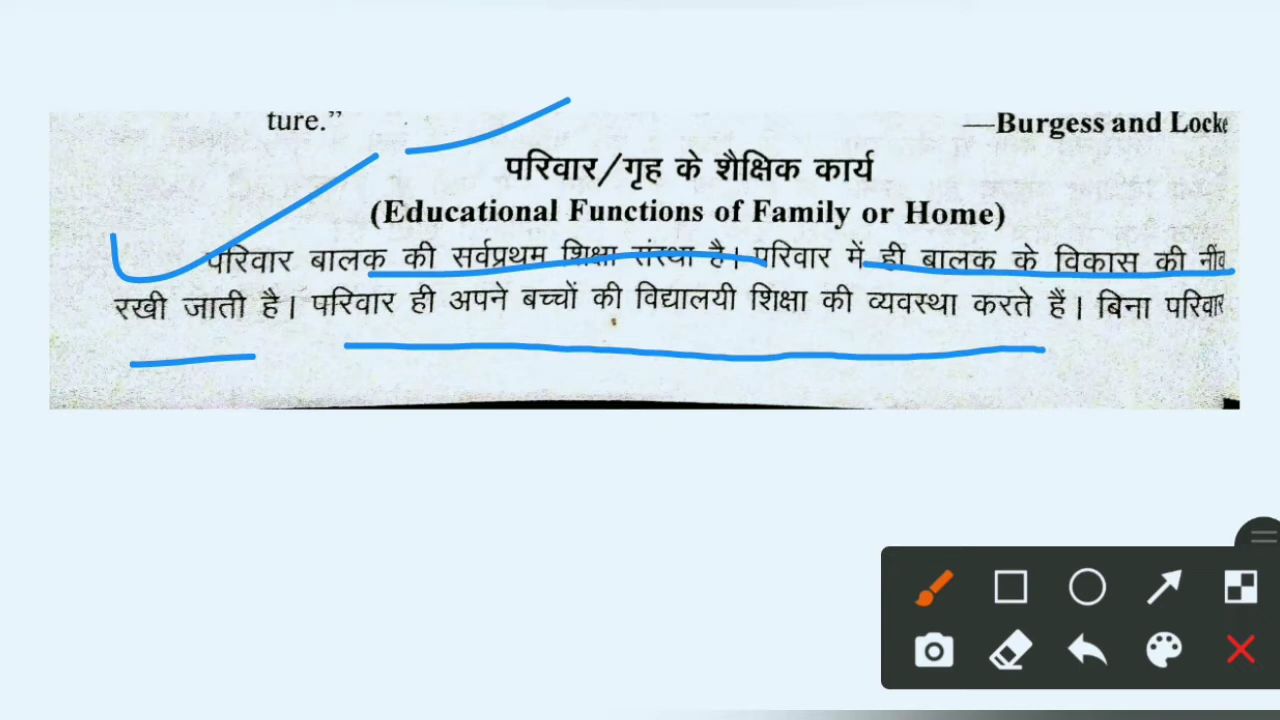 ture.”
—Burgess and Locke
परिवार/गृह के शैक्षिक कार्य
(Educational Functions of Family or Home)
परिवार बालक की सर्वप्रथम शिक्षा संस्था है। परिवार में ही बालक के विकास की नींव
रखी जाती है। परिवार ही अपने बच्चों की विद्यालयी शिक्षा की व्यवस्था करते हैं। बिना परिवार